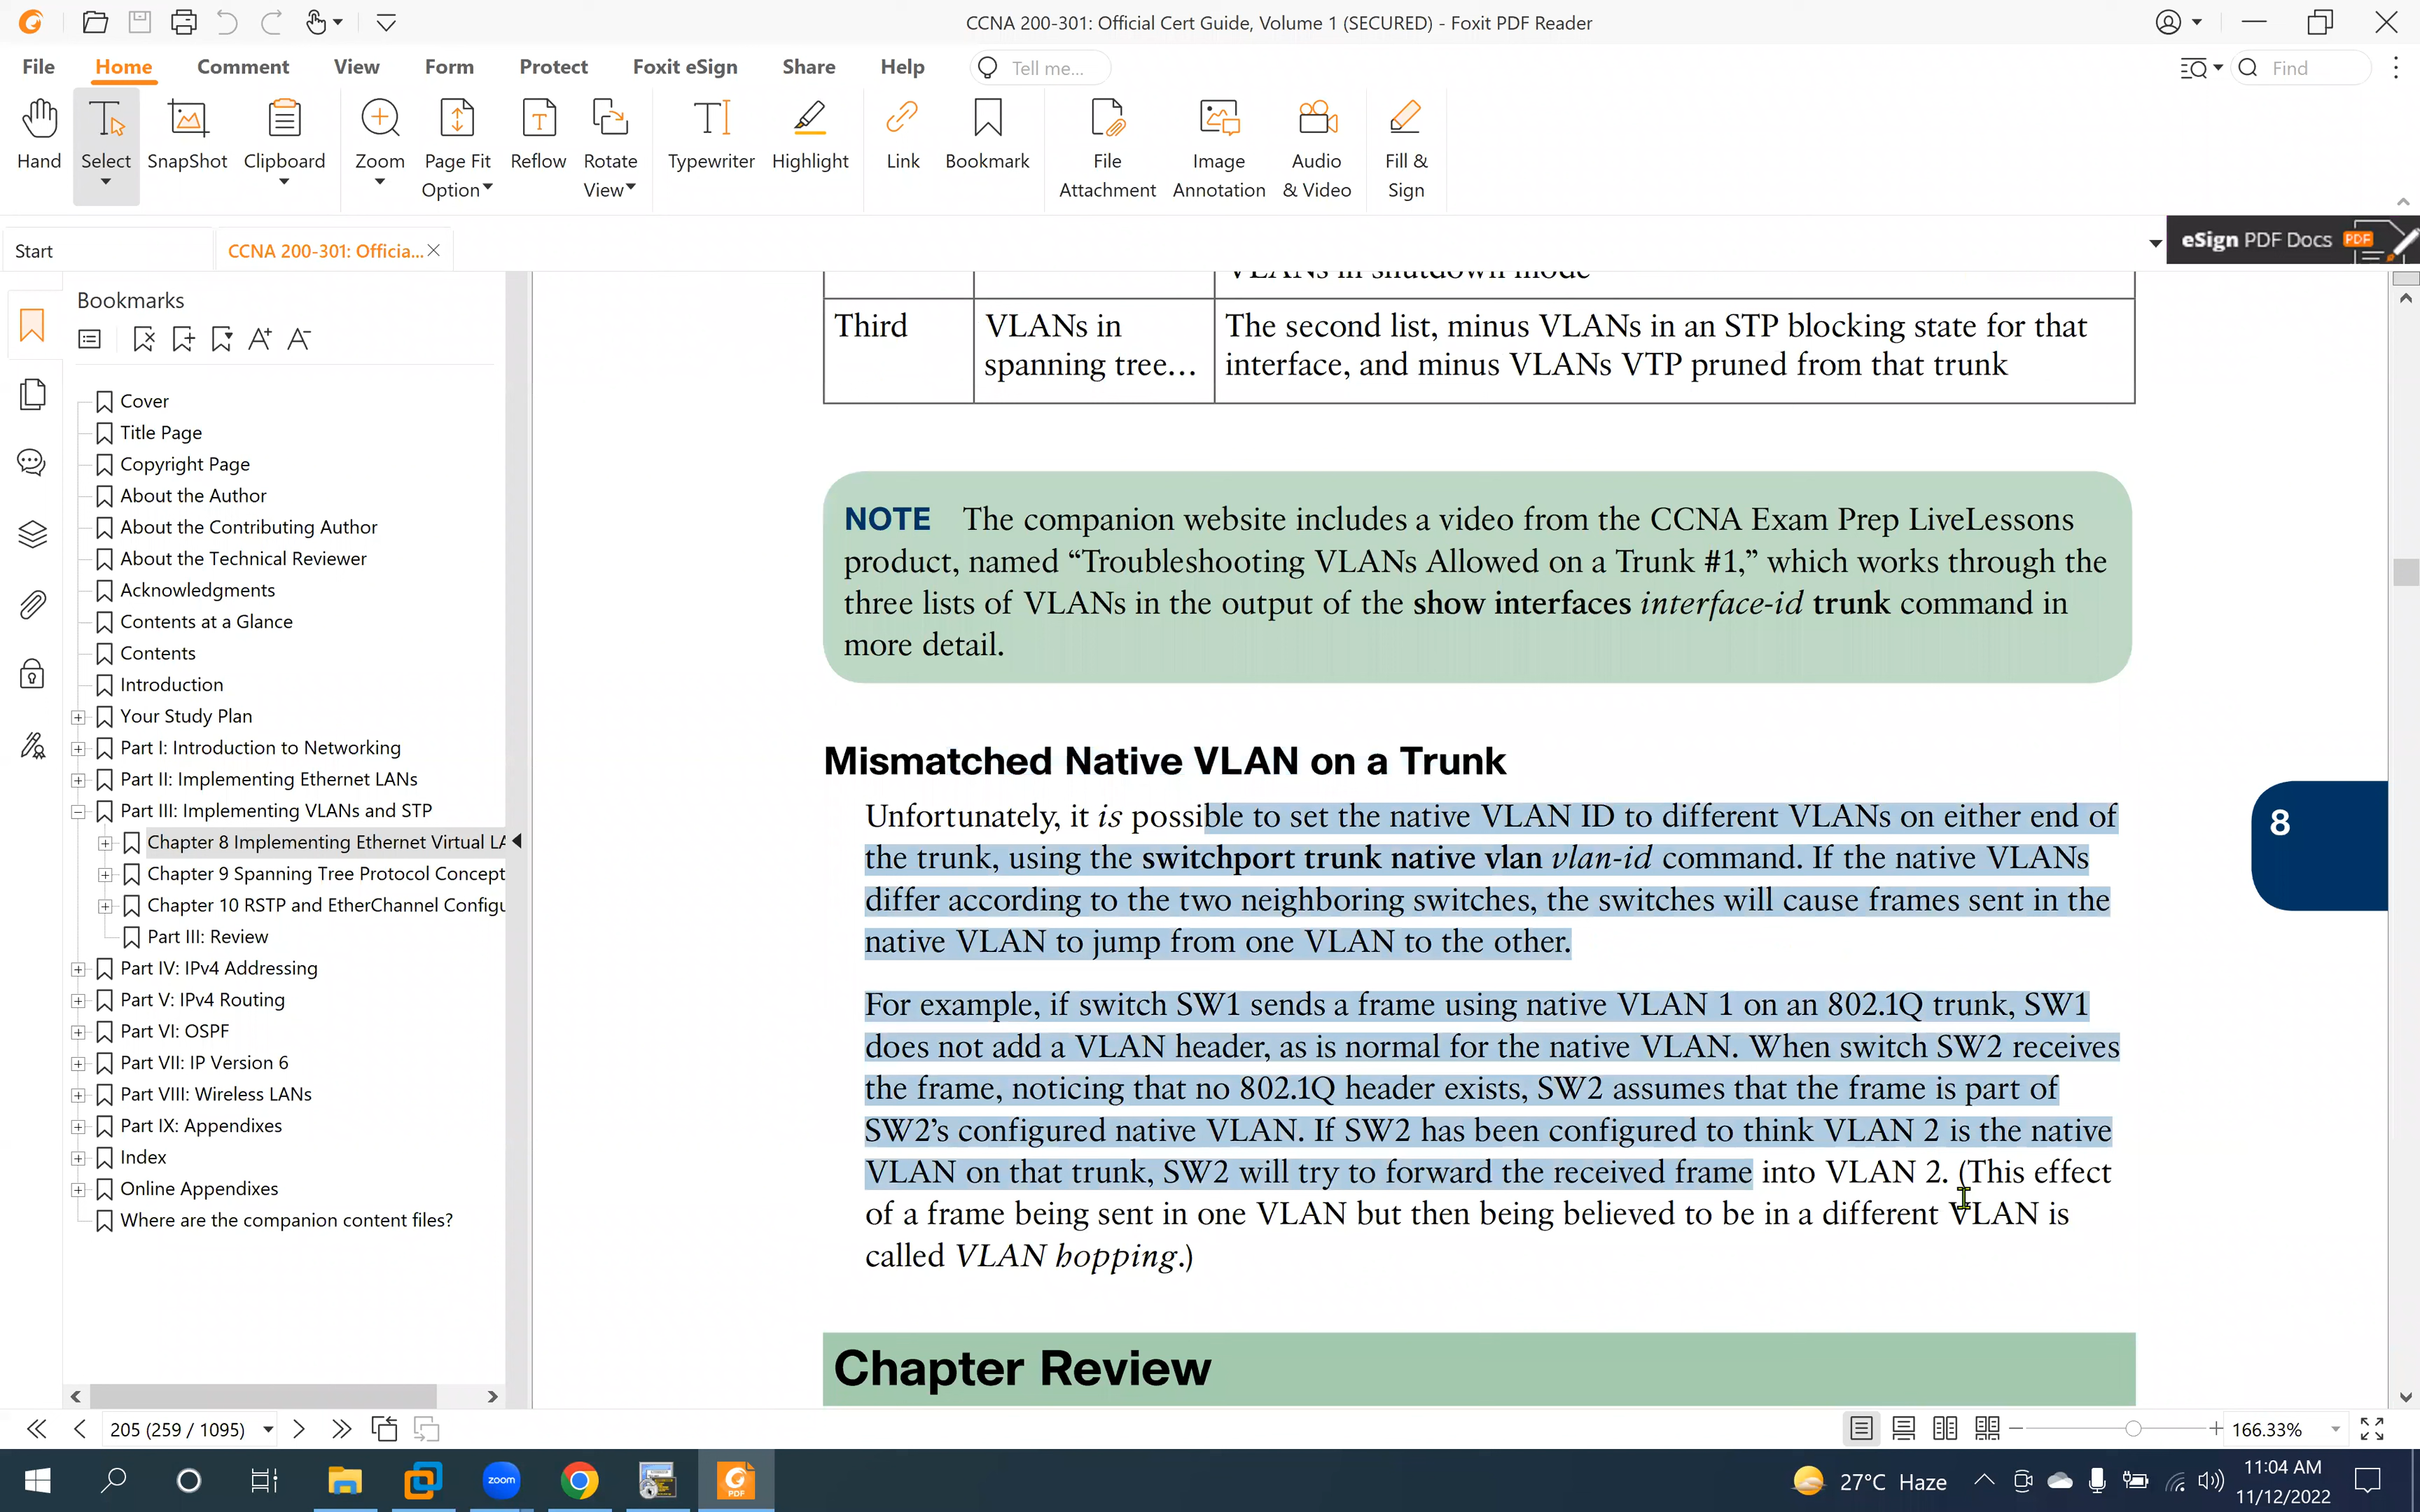 CCNA 200-301: Official Cert Guide, Volume 1 (SECURED) - Foxit PDF Reader
File Home Comment View Form Protect Foxit eSign Share Help Tell me... Find
Hand Select SnapShot Clipboard Zoom Page Fit Option Reflow Rotate View Typewriter Highlight Link Bookmark File Attachment Image Annotation Audio & Video Fill & Sign
Start CCNA 200-301: Officia... eSign PDF Docs PDF
Bookmarks
Cover
Title Page
Copyright Page
About the Author
About the Contributing Author
About the Technical Reviewer
Acknowledgments
Contents at a Glance
Contents
Introduction
Your Study Plan
Part I: Introduction to Networking
Part II: Implementing Ethernet LANs
Part III: Implementing VLANs and STP
Chapter 8 Implementing Ethernet Virtual LA
Chapter 9 Spanning Tree Protocol Concept
Chapter 10 RSTP and EtherChannel Configu
Part III: Review
Part IV: IPv4 Addressing
Part V: IPv4 Routing
Part VI: OSPF
Part VII: IP Version 6
Part VIII: Wireless LANs
Part IX: Appendixes
Index
Online Appendixes
Where are the companion content files?
VLANs in shutdown mode
Third VLANs in spanning tree... The second list, minus VLANs in an STP blocking state for that
interface, and minus VLANs VTP pruned from that trunk
NOTE The companion website includes a video from the CCNA Exam Prep LiveLessons
product, named “Troubleshooting VLANs Allowed on a Trunk #1,” which works through the
three lists of VLANs in the output of the show interfaces interface-id trunk command in
more detail.
Mismatched Native VLAN on a Trunk
Unfortunately, it is possible to set the native VLAN ID to different VLANs on either end of
the trunk, using the switchport trunk native vlan vlan-id command. If the native VLANs
differ according to the two neighboring switches, the switches will cause frames sent in the
native VLAN to jump from one VLAN to the other.
For example, if switch SW1 sends a frame using native VLAN 1 on an 802.1Q trunk, SW1
does not add a VLAN header, as is normal for the native VLAN. When switch SW2 receives
the frame, noticing that no 802.1Q header exists, SW2 assumes that the frame is part of
SW2’s configured native VLAN. If SW2 has been configured to think VLAN 2 is the native
VLAN on that trunk, SW2 will try to forward the received frame into VLAN 2. (This effect
of a frame being sent in one VLAN but then being believed to be in a different VLAN is
called VLAN hopping.)
8
Chapter Review
205 (259 / 1095) 166.33%
zoom PDF 27°C Haze 11:04 AM
11/12/2022